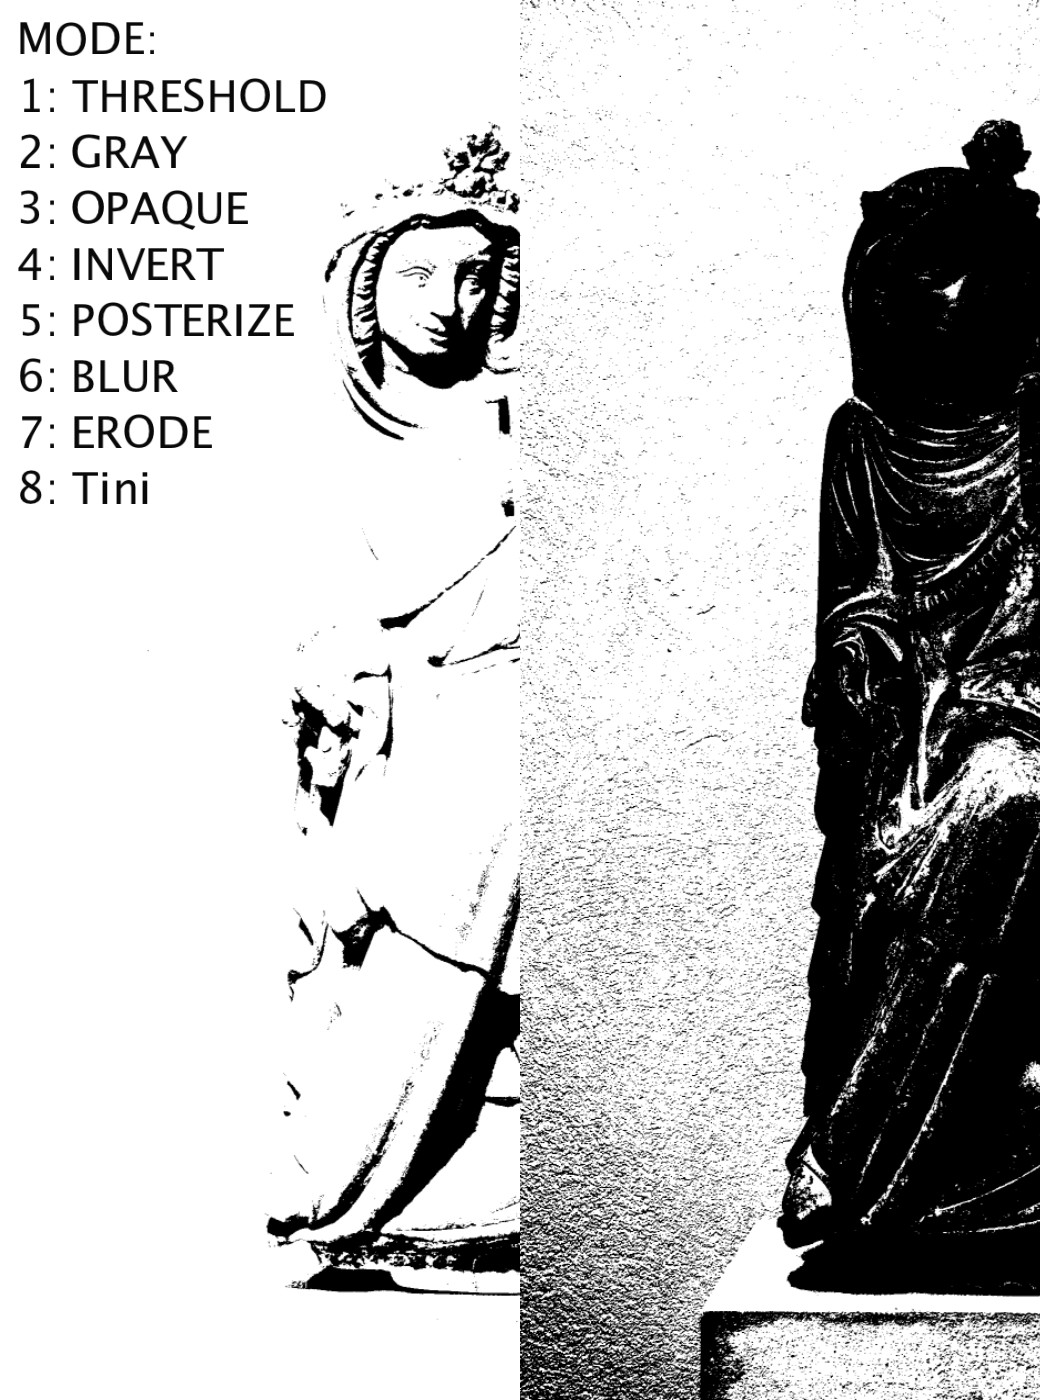 MODE:
1: THRESHOLD
2: GRAY
3: OPAQUE
4: INVERT
5: POSTERIZE
6: BLUR
7: ERODE
8: Tini